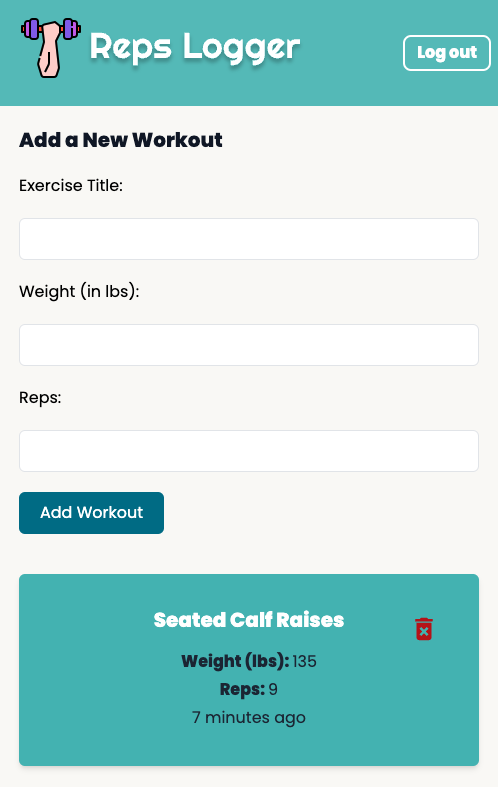 Reps Logger
Log out
Add a New Workout
Exercise Title:
Weight (in lbs):
Reps:
Add Workout
Seated Calf Raises
Weight (lbs): 135
Reps: 9
7 minutes ago